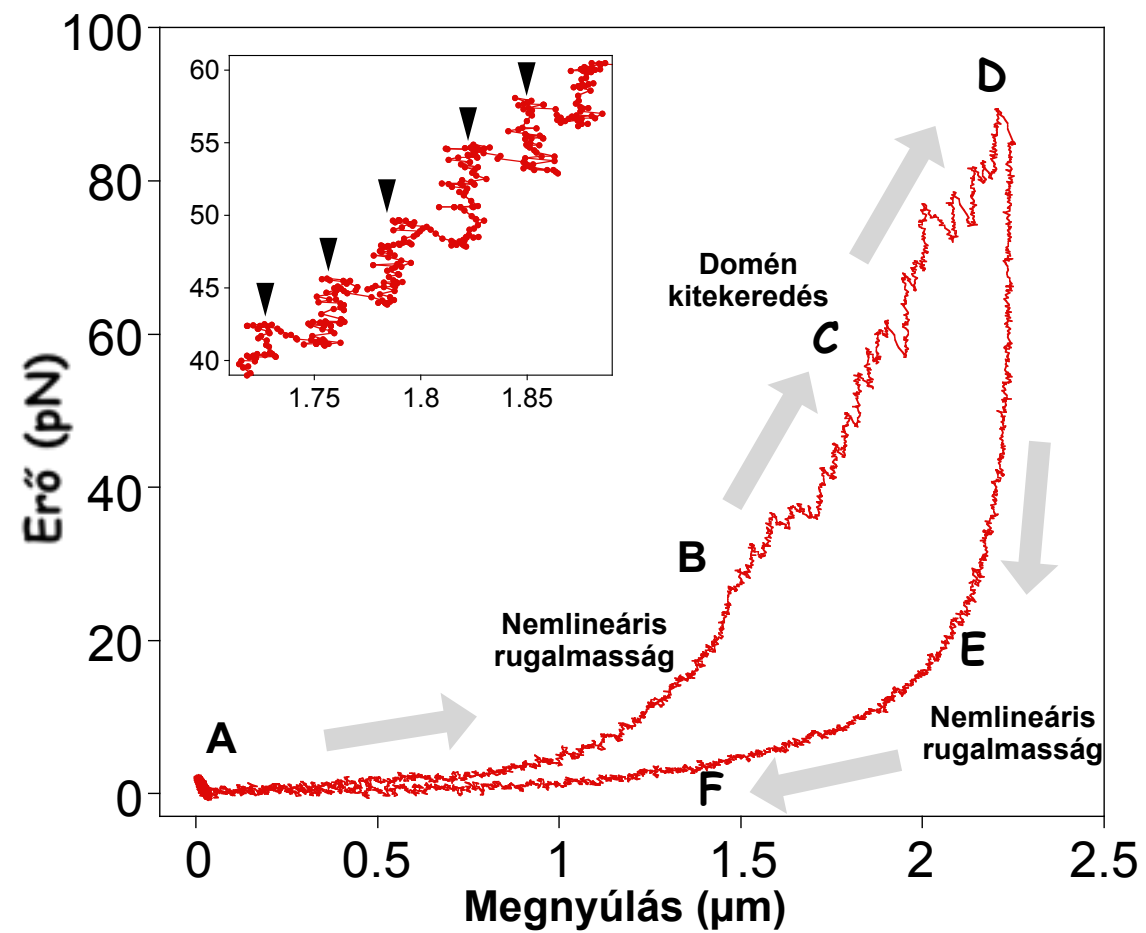 100
80
60
40
20
0
Erő (pN)
60
55
50
45
40
1.75 1.8 1.85
D
Domén
kitekeredés
C
B
Nemlineáris
rugalmasság
E
A
Nemlineáris
rugalmasság
F
0 0.5 1 1.5 2 2.5
Megnyúlás (µm)